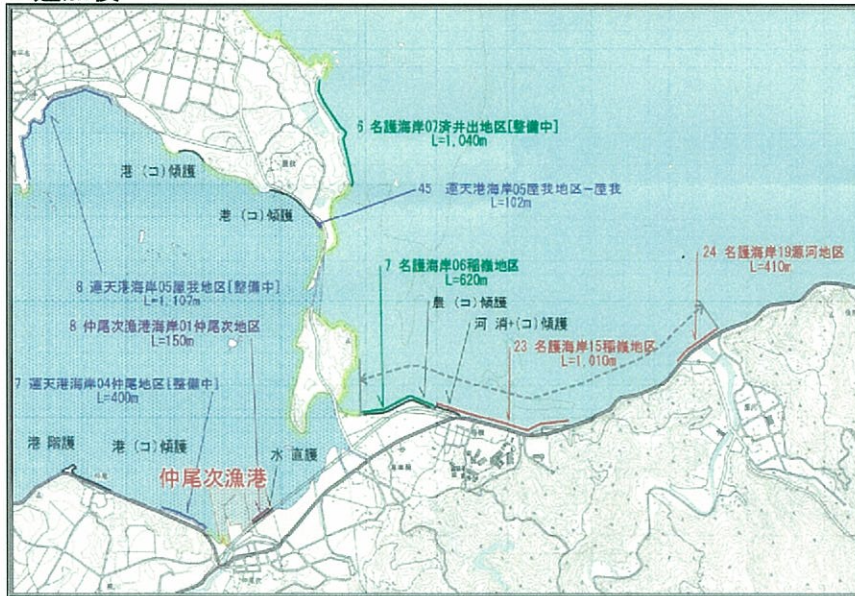 6 名護海岸07済井出地区[整備中]
L=1,040m
港 (コ)傾護
45 運天港海岸05屋我地区-屋我
L=102m
港 (コ)傾護
24 名護海岸19源河地区
L=410m
7 名護海岸06稲嶺地区
L=620m
8 運天港海岸05屋我地区[整備中]
L=1,107m
農 (コ)傾護
河 消+(コ)傾護
8 仲尾次漁港海岸01仲尾次地区
L=150m
23 名護海岸15稲嶺地区
L=1,010m
7 運天港海岸04仲尾地区[整備中]
L=400m
港 階護
港 (コ)傾護
水 直護
仲尾次漁港